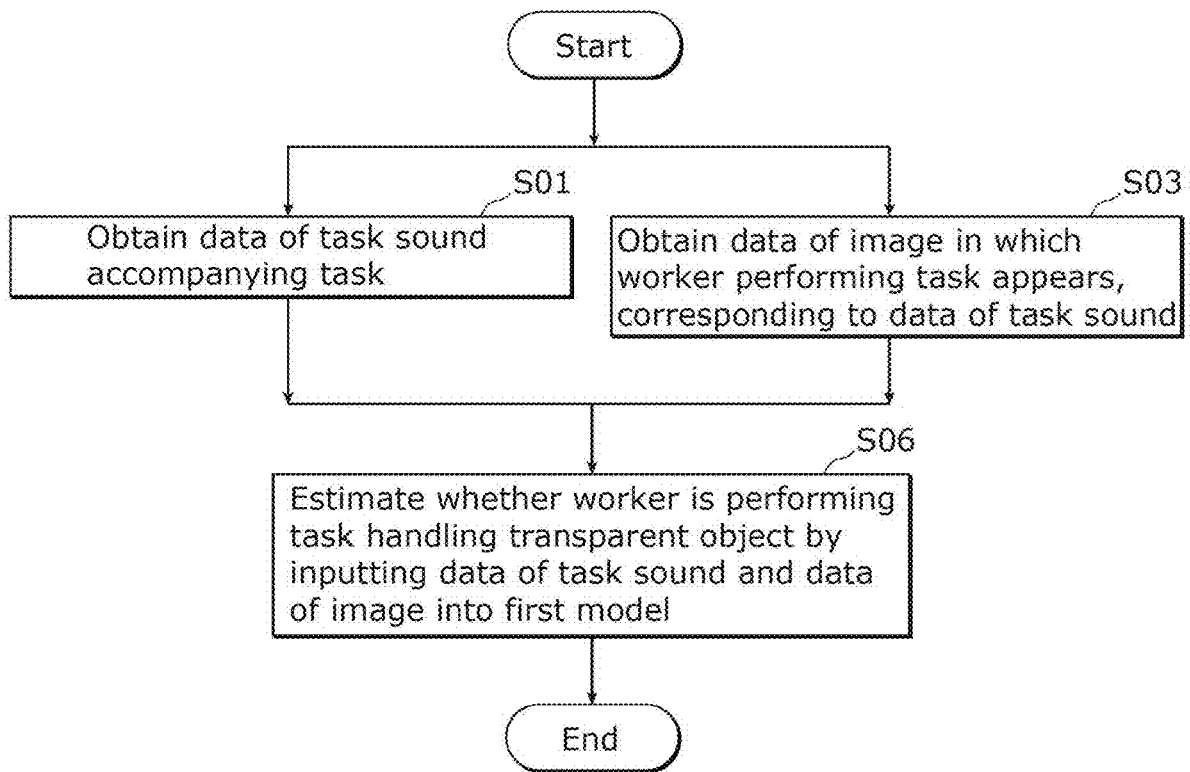 Start
S01
Obtain data of task sound
accompanying task
S03
Obtain data of image in which
worker performing task appears,
corresponding to data of task sound
S06
Estimate whether worker is performing
task handling transparent object by
inputting data of task sound and data
of image into first model
End